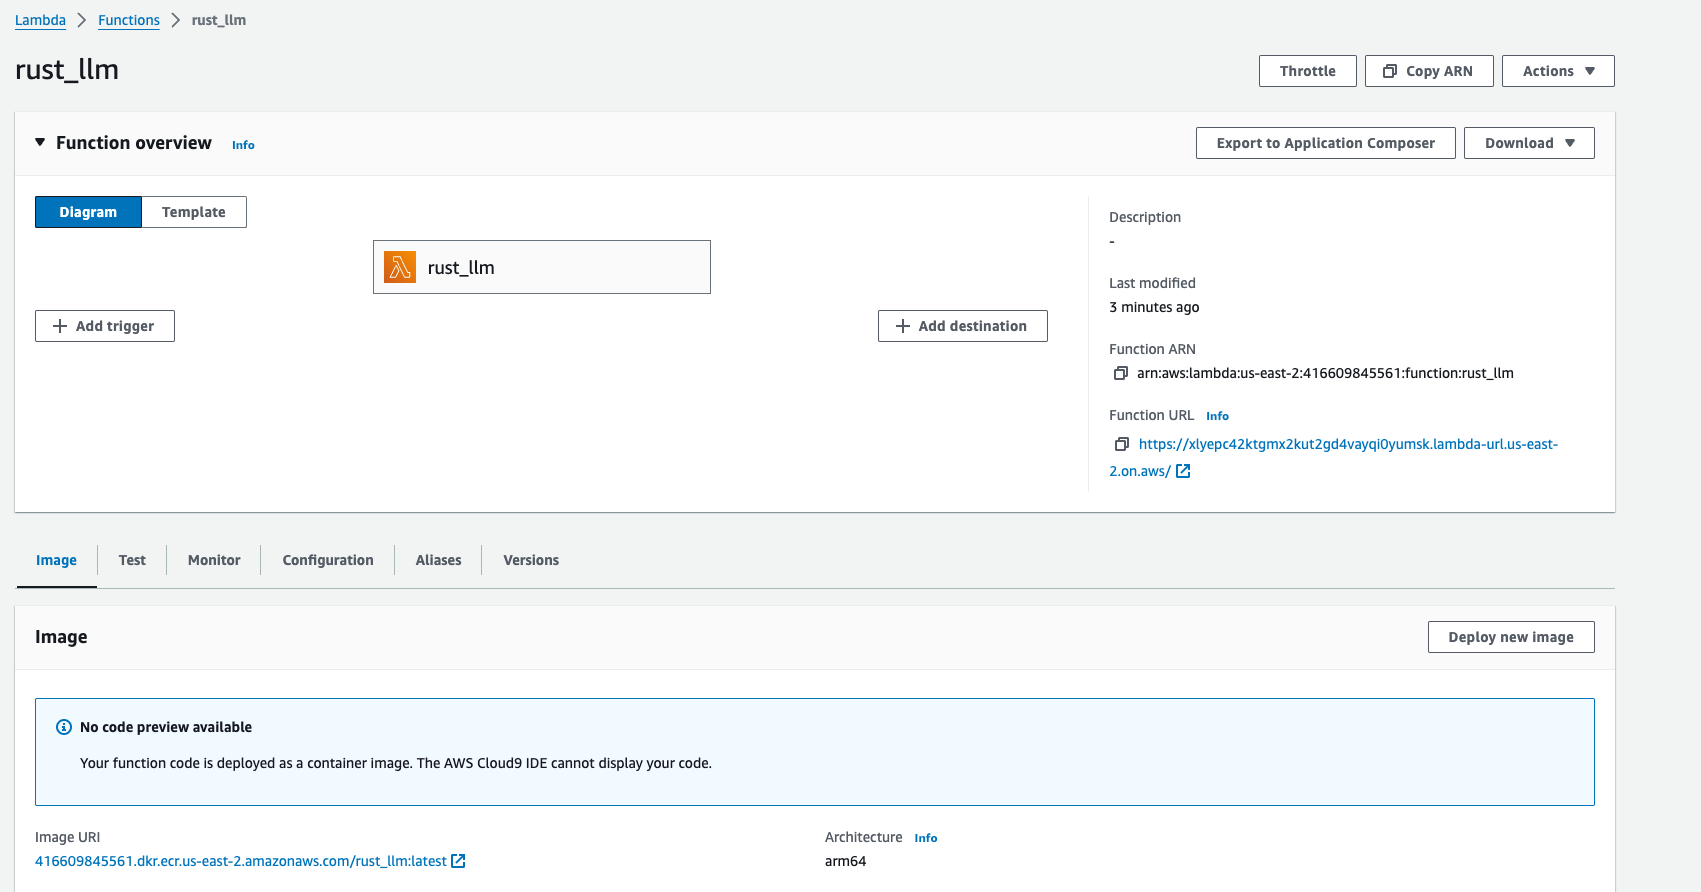 Lambda > Functions > rust_llm
rust_llm
Throttle
Copy ARN
Actions
Function overview Info
Export to Application Composer
Download
Diagram
Template
rust_llm
Add trigger
Add destination
Description
-
Last modified
3 minutes ago
Function ARN
arn:aws:lambda:us-east-2:416609845561:function:rust_llm
Function URL Info
https://xlyepc42ktgmx2kut2gd4vayqi0yumsk.lambda-url.us-east-
2.on.aws/
Image
Test
Monitor
Configuration
Aliases
Versions
Image
Deploy new image
No code preview available
Your function code is deployed as a container image. The AWS Cloud9 IDE cannot display your code.
Image URI
416609845561.dkr.ecr.us-east-2.amazonaws.com/rust_llm:latest
Architecture Info
arm64